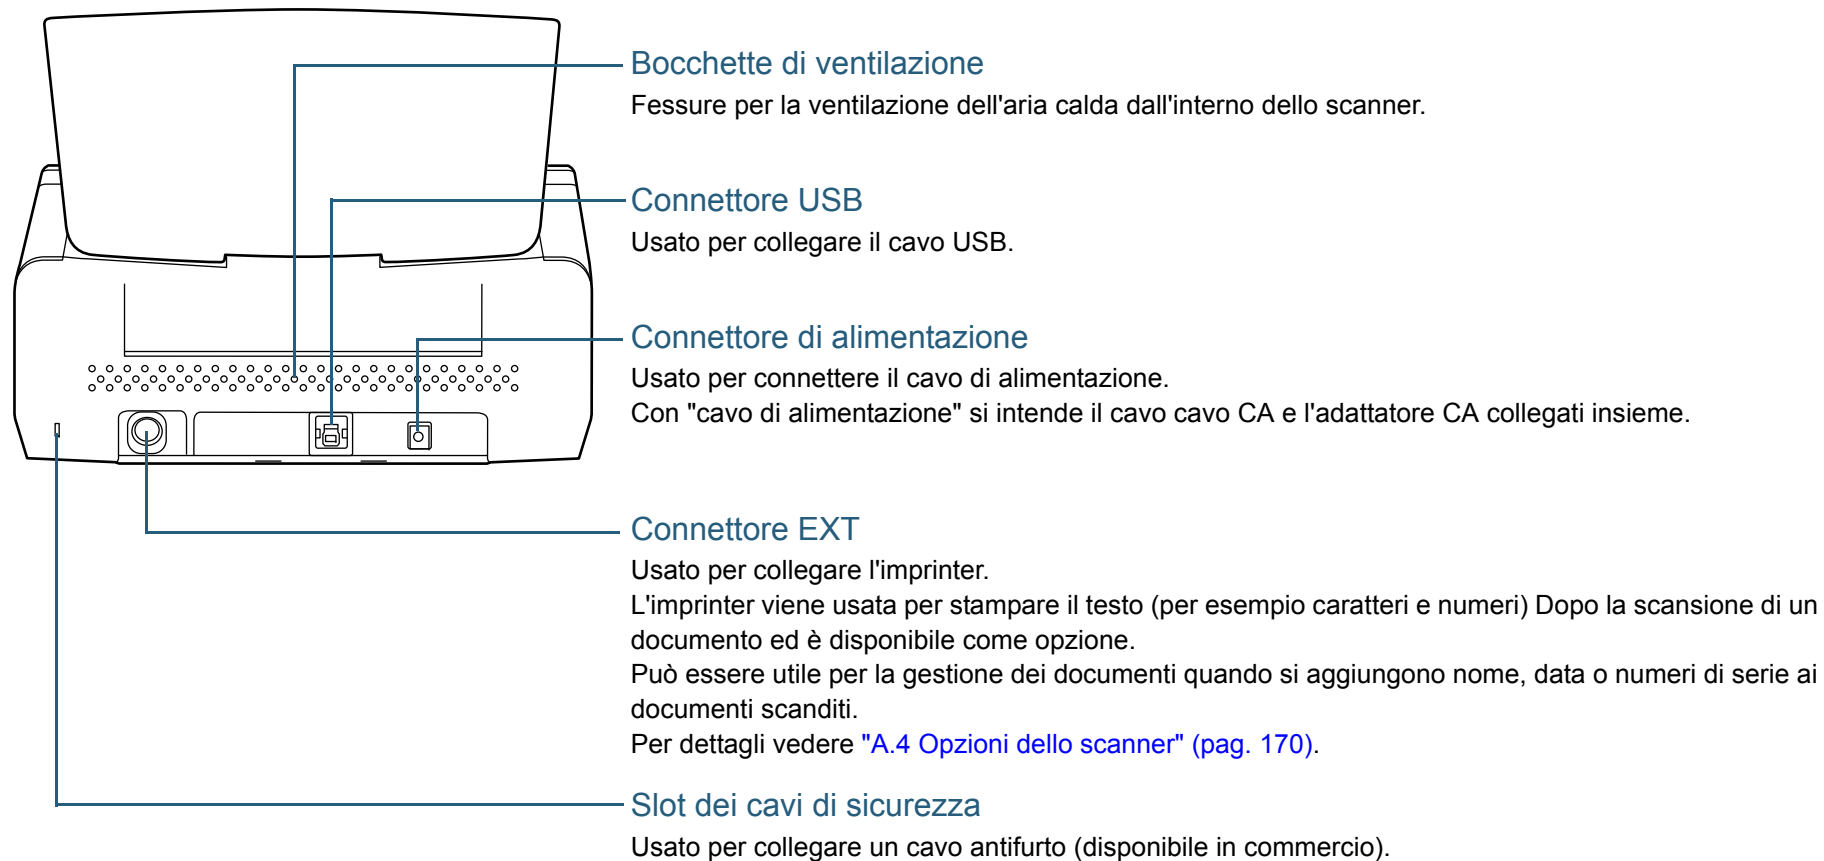 Bocchette di ventilazione
Fessure per la ventilazione dell'aria calda dall'interno dello scanner.
Connettore USB
Usato per collegare il cavo USB.
Connettore di alimentazione
Usato per connettere il cavo di alimentazione.
Con "cavo di alimentazione" si intende il cavo cavo CA e l'adattatore CA collegati insieme.
Connettore EXT
Usato per collegare l'imprinter.
L'imprinter viene usata per stampare il testo (per esempio caratteri e numeri) Dopo la scansione di un
documento ed è disponibile come opzione.
Può essere utile per la gestione dei documenti quando si aggiungono nome, data o numeri di serie ai
documenti scanditi.
Per dettagli vedere "A.4 Opzioni dello scanner" (pag. 170).
Slot dei cavi di sicurezza
Usato per collegare un cavo antifurto (disponibile in commercio).